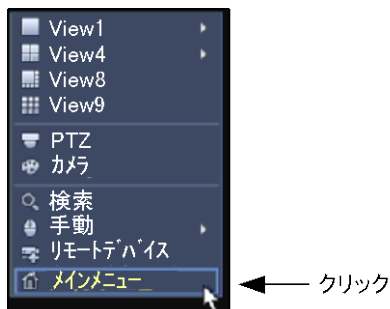 View1
View4
View8
View9
PTZ
カメラ
検索
手動
リモートデバイス
メインメニュー
クリック